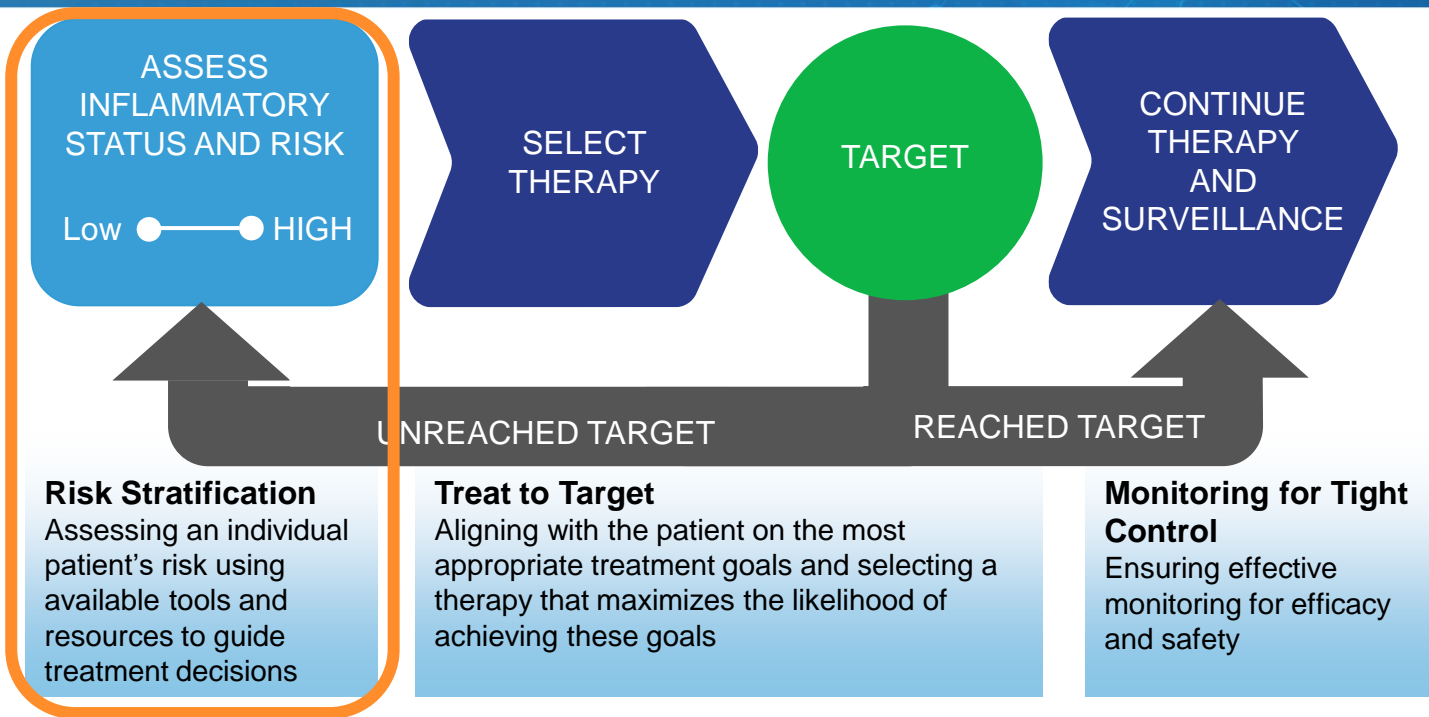 ASSESS
INFLAMMATORY
STATUS AND RISK
Low HIGH
SELECT
THERAPY
TARGET
CONTINUE
THERAPY
AND
SURVEILLANCE
UNREACHED TARGET
REACHED TARGET
Risk Stratification
Assessing an individual
patient’s risk using
available tools and
resources to guide
treatment decisions
Treat to Target
Aligning with the patient on the most
appropriate treatment goals and selecting a
therapy that maximizes the likelihood of
achieving these goals
Monitoring for Tight
Control
Ensuring effective
monitoring for efficacy
and safety